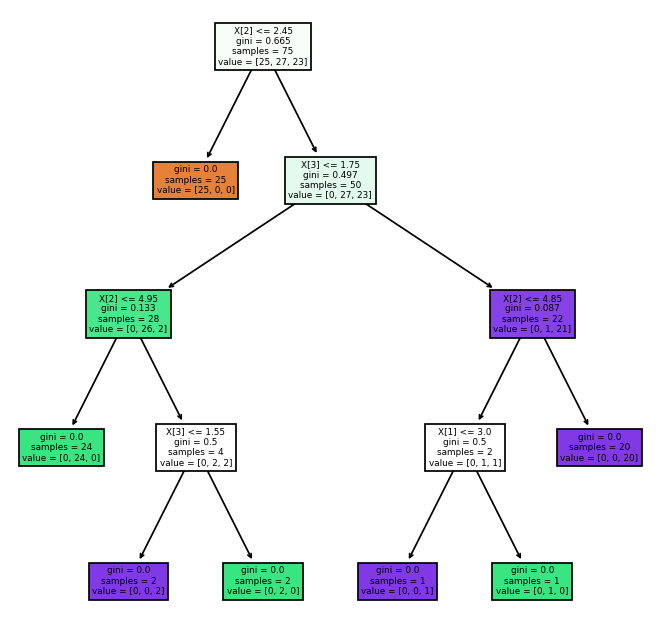 X[2] <= 2.45
gini = 0.665
samples = 75
value = [25, 27, 23]
gini = 0.0
samples = 25
value = [25, 0, 0]
X[3] <= 1.75
gini = 0.497
samples = 50
value = [0, 27, 23]
X[2] <= 4.95
gini = 0.133
samples = 28
value = [0, 26, 2]
X[2] <= 4.85
gini = 0.087
samples = 22
value = [0, 1, 21]
gini = 0.0
samples = 24
value = [0, 24, 0]
X[3] <= 1.55
gini = 0.5
samples = 4
value = [0, 2, 2]
X[1] <= 3.0
gini = 0.5
samples = 2
value = [0, 1, 1]
gini = 0.0
samples = 20
value = [0, 0, 20]
gini = 0.0
samples = 2
value = [0, 0, 2]
gini = 0.0
samples = 2
value = [0, 2, 0]
gini = 0.0
samples = 1
value = [0, 0, 1]
gini = 0.0
samples = 1
value = [0, 1, 0]